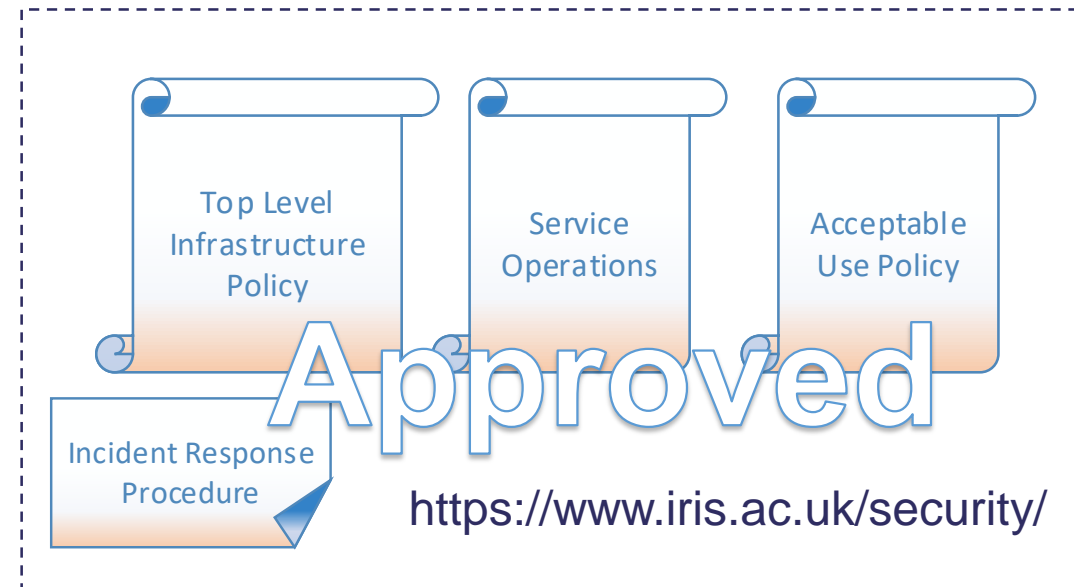 Top Level
Infrastructure
Policy
Service
Operations
Acceptable
Use Policy
Approved
Incident Response
Procedure
https://www.iris.ac.uk/security/